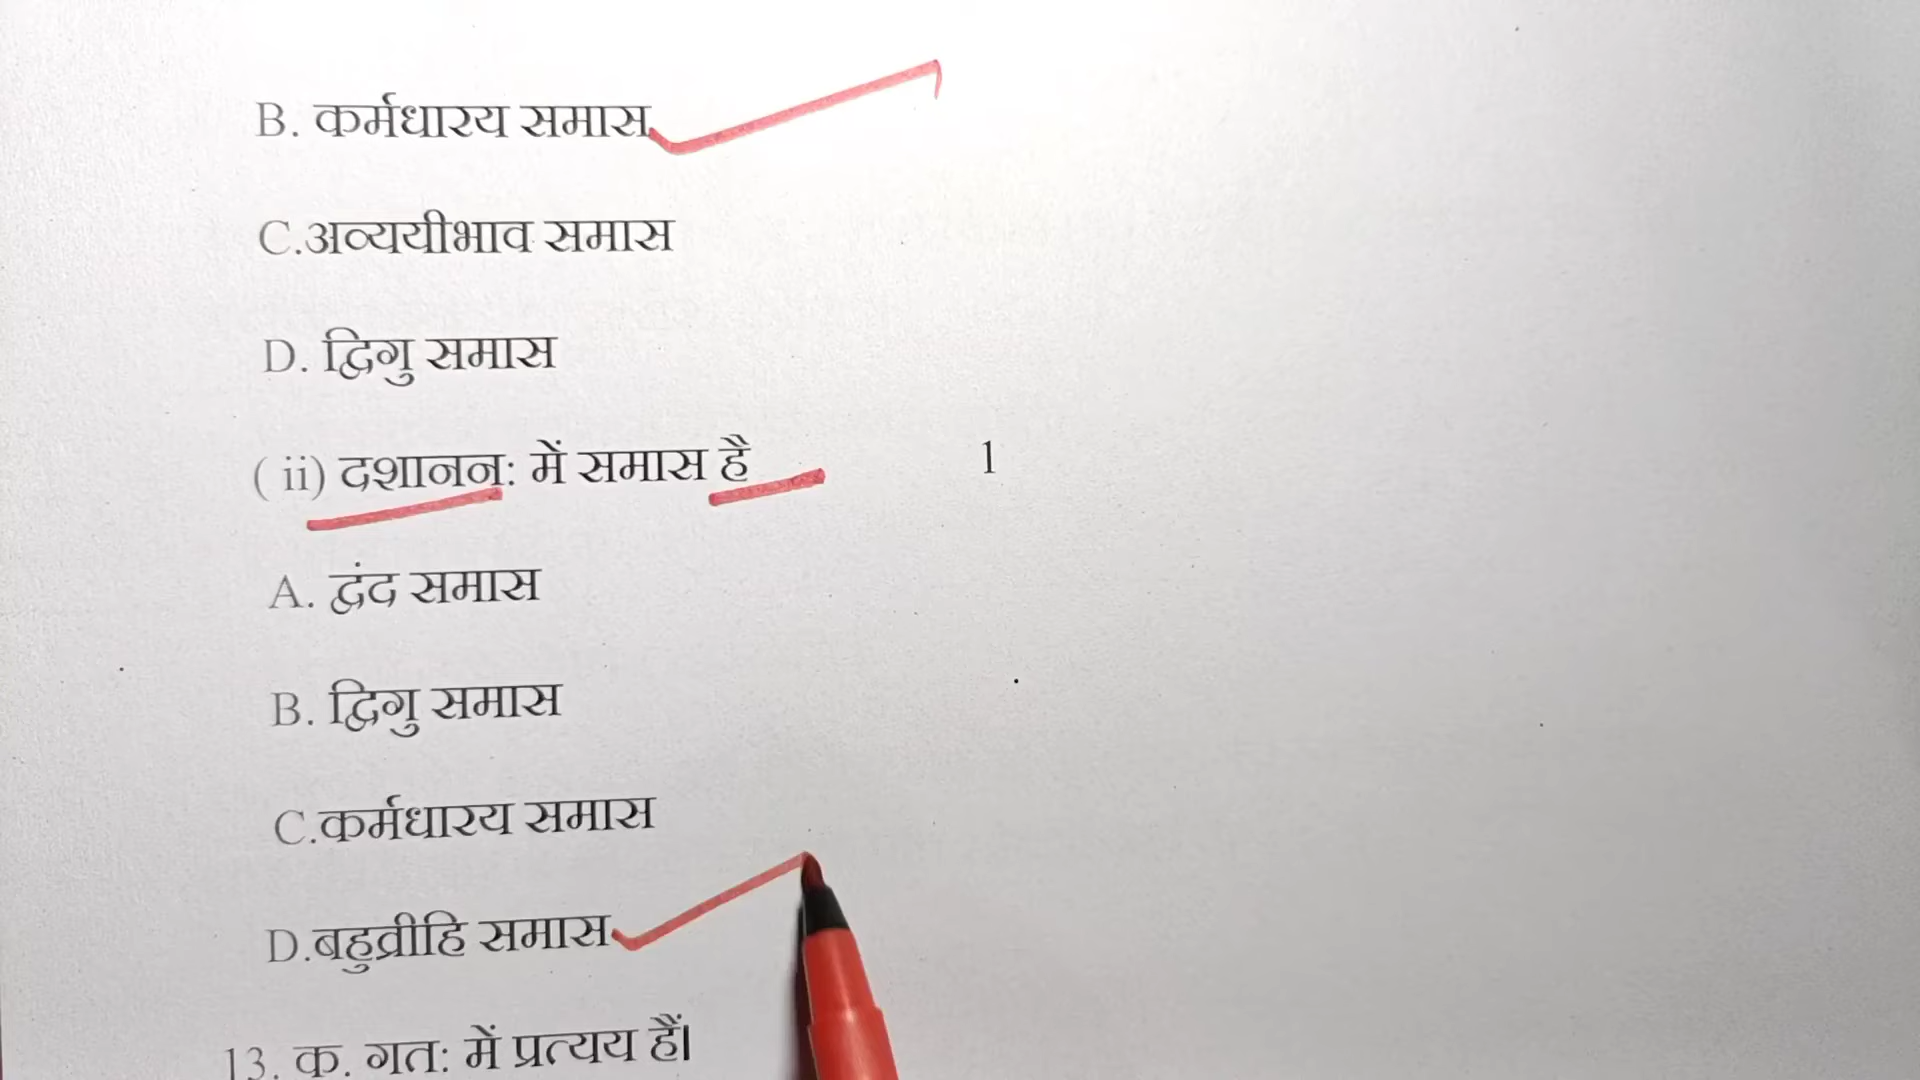 B. कर्मधारय समास
C.अव्ययीभाव समास
D. द्विगु समास
( ii) दशानन: में समास है 1
A. द्वंद समास
B. द्विगु समास
C.कर्मधारय समास
D.बहुव्रीहि समास
13. क. गत: में प्रत्यय हैं।